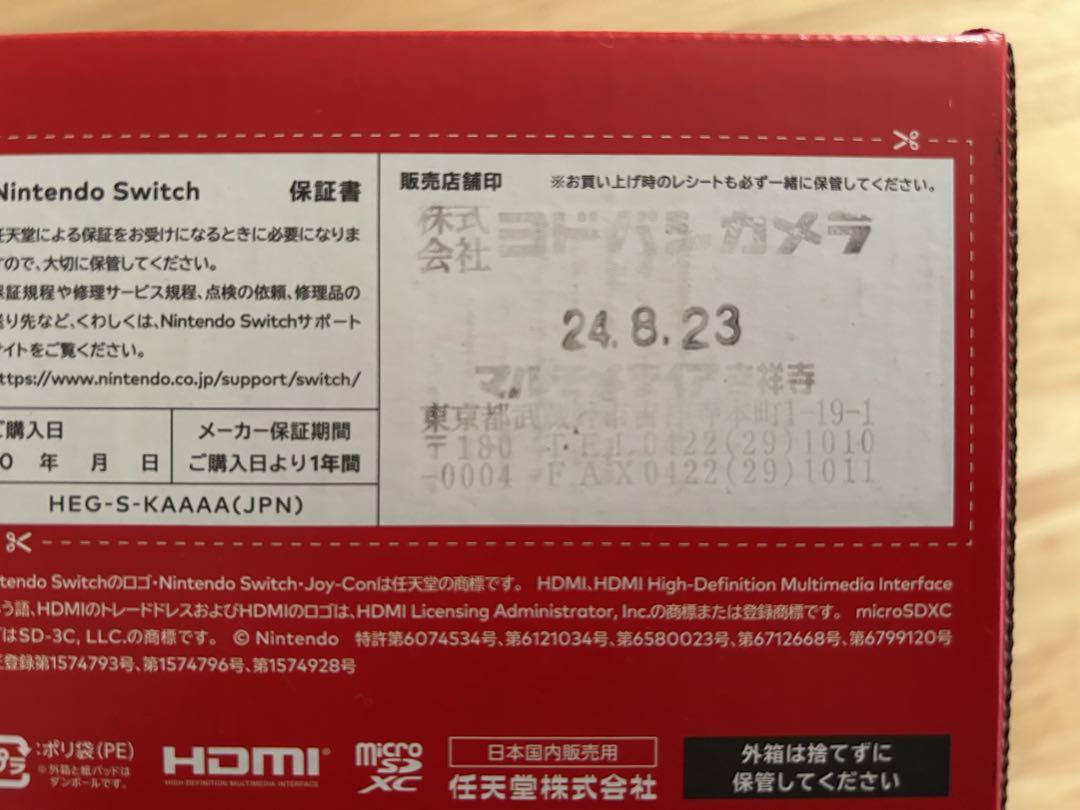 Nintendo Switch 保証書
任天堂による保証をお受けになるときに必要になりま
すので、大切に保管してください。
保証規程や修理サービス規程、点検の依頼、修理品の
送り先など、くわしくは、Nintendo Switchサポート
サイトをご覧ください。
https://www.nintendo.co.jp/support/switch/
ご購入日
0 年 月 日
メーカー保証期間
ご購入日より1年間
HEG-S-KAAAA(JPN)
販売店舗印 ※お買い上げ時のレシートも必ず一緒に保管してください。
株式会社 ヨドバシカメラ
24.8.23
マルチメディア吉祥寺
東京都武蔵野市吉祥寺本町1-19-1
〒180 TEL0422(29)1010
-0004 FAX0422(29)1011
tendo Switchのロゴ・Nintendo Switch・Joy-Conは任天堂の商標です。 HDMI、HDMI High-Definition Multimedia Interface
う語、HDMIのトレードドレスおよびHDMIのロゴは、HDMI Licensing Administrator, Inc.の商標または登録商標です。 microSDXC
はSD-3C, LLC.の商標です。 © Nintendo 特許第6074534号、第6121034号、第6580023号、第6712668号、第6799120号
登録第1574793号、第1574796号、第1574928号
プラ :ポリ袋(PE)
※外箱と紙パッドは
ダンボールです。
HDMI®
HIGH-DEFINITION MULTIMEDIA INTERFACE
micro SD XC
日本国内販売用
任天堂株式会社
外箱は捨てずに
保管してください